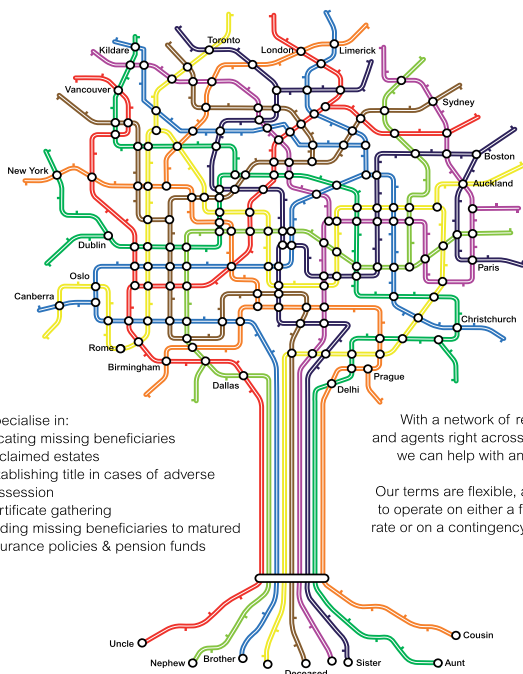 Toronto
Kildare
London
Limerick
Vancouver
Sydney
Boston
New York
Auckland
Dublin
Paris
Oslo
Canberra
Christchurch
Rome
Birmingham
Prague
Dallas
Delhi
specialise in:
cating missing beneficiaries
claimed estates
tablishing title in cases of adverse
ssession
rtificate gathering
ding missing beneficiaries to matured
urance policies & pension funds
With a network of re
and agents right across
we can help with an
Our terms are flexible, a
to operate on either a f
rate or on a contingency
Uncle
Cousin
Nephew
Brother
Sister
Aunt
Deceased